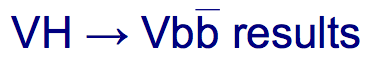 VH → Vbb̅ results